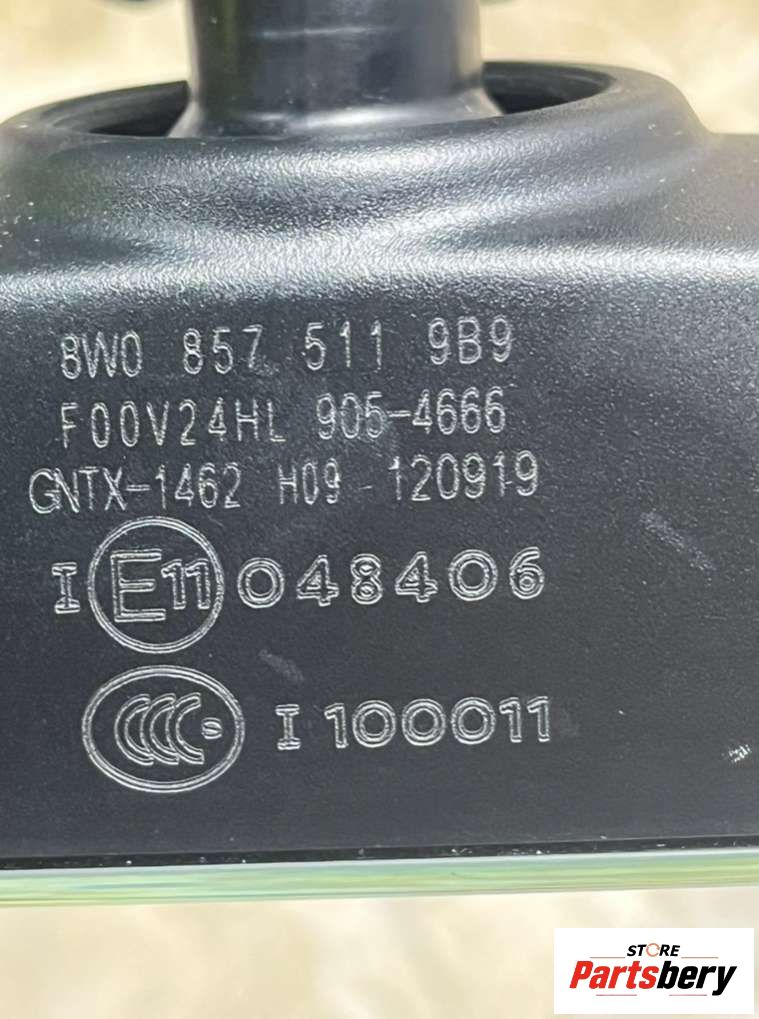 8W0 857 511 9B9
F00V24HL 905-4666
GNTX-1462 H09 120919
I E11 048406
CCC S I 100011
STORE
Partsbery